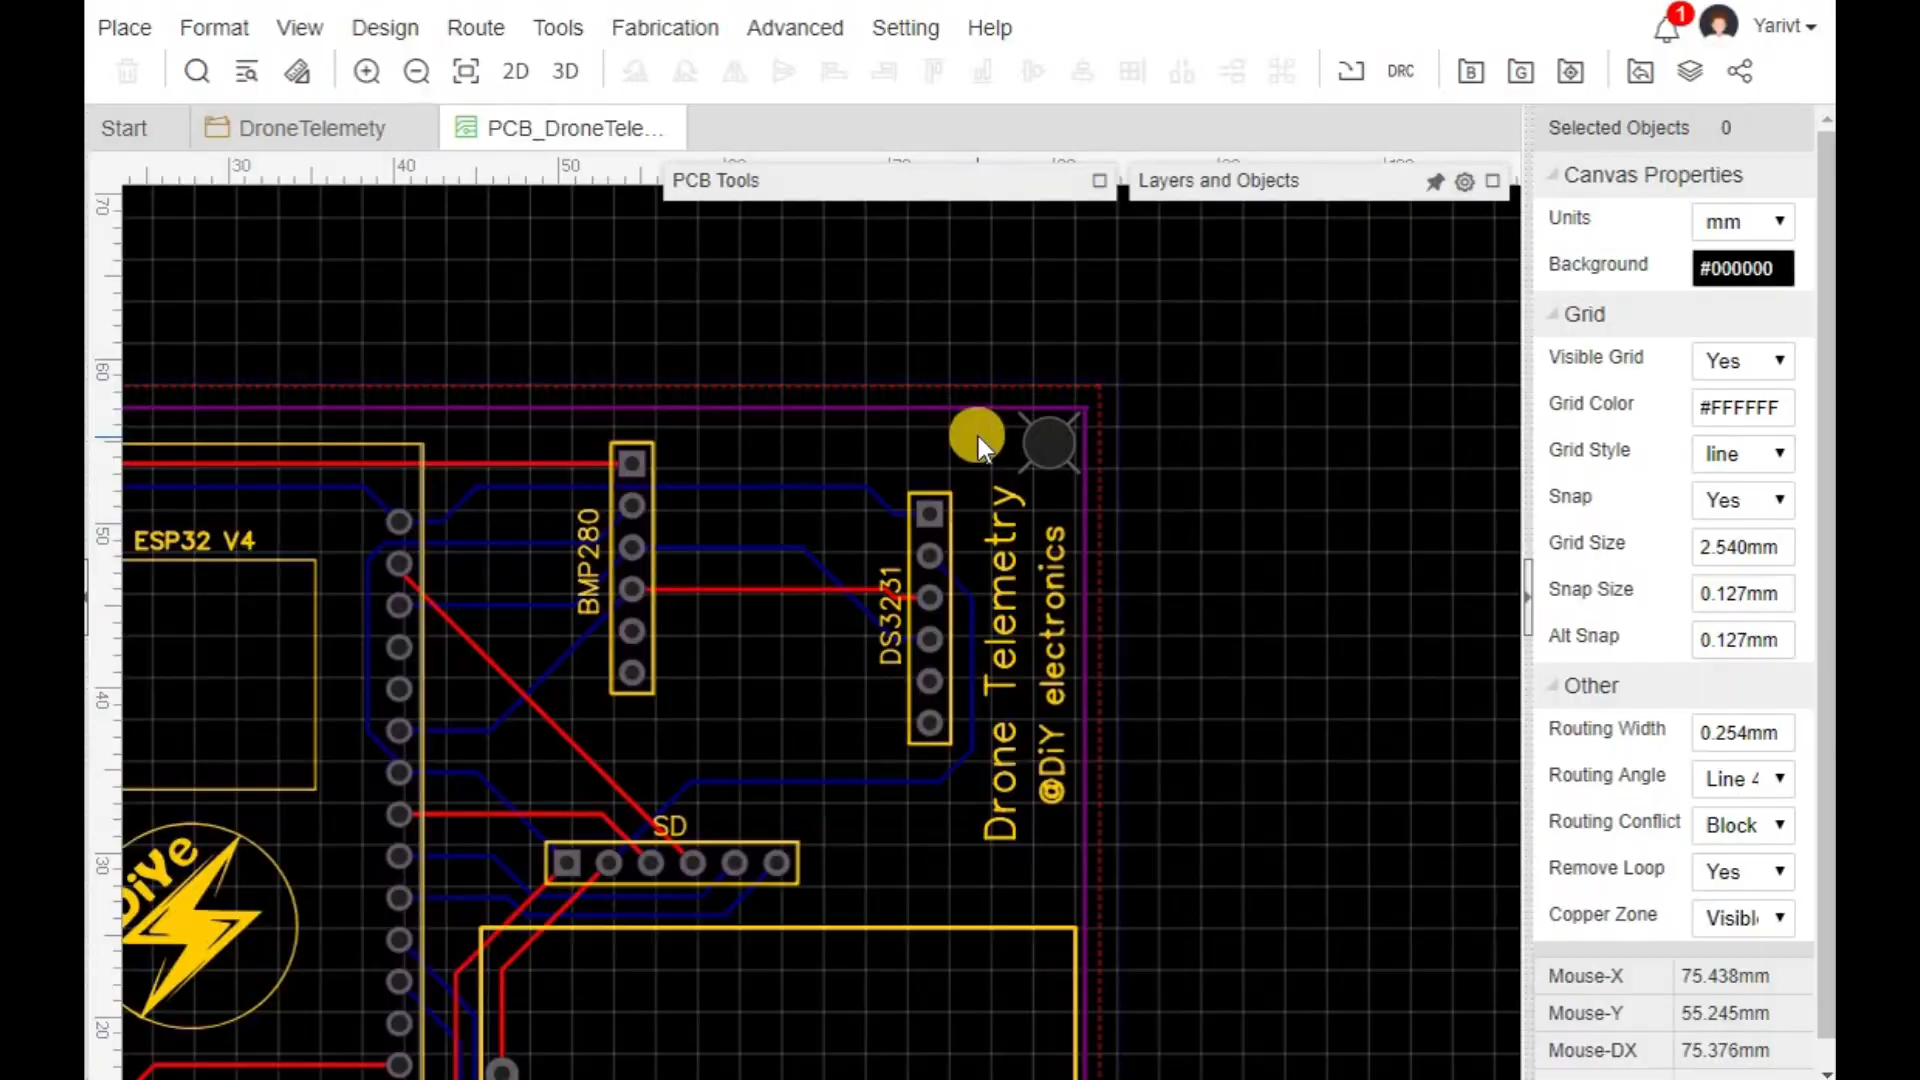 Place Format View Design Route Tools Fabrication Advanced Setting Help 1 Yarivt
2D 3D DRC B G
Start DroneTelemety PCB_DroneTele...
Selected Objects 0
30 40 50
PCB Tools
Layers and Objects
Canvas Properties
Units mm
Background #000000
Grid
Visible Grid Yes
Grid Color #FFFFFF
Grid Style line
Snap Yes
Grid Size 2.540mm
Snap Size 0.127mm
Alt Snap 0.127mm
Other
Routing Width 0.254mm
Routing Angle Line
Routing Conflict Block
Remove Loop Yes
Copper Zone Visibl
Mouse-X 75.438mm
Mouse-Y 55.245mm
Mouse-DX 75.376mm
70
60
50
40
30
20
ESP32 V4
BMP280
DS3231
Drone Telemetry
@DiY electronics
SD
DiYe